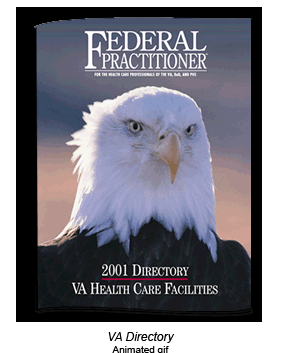 FEDERAL
PRACTITIONER®
FOR THE HEALTH CARE PROFESSIONALS OF THE VA, DoD, AND PHS
2001 DIRECTORY
VA HEALTH CARE FACILITIES
VA Directory
Animated gif